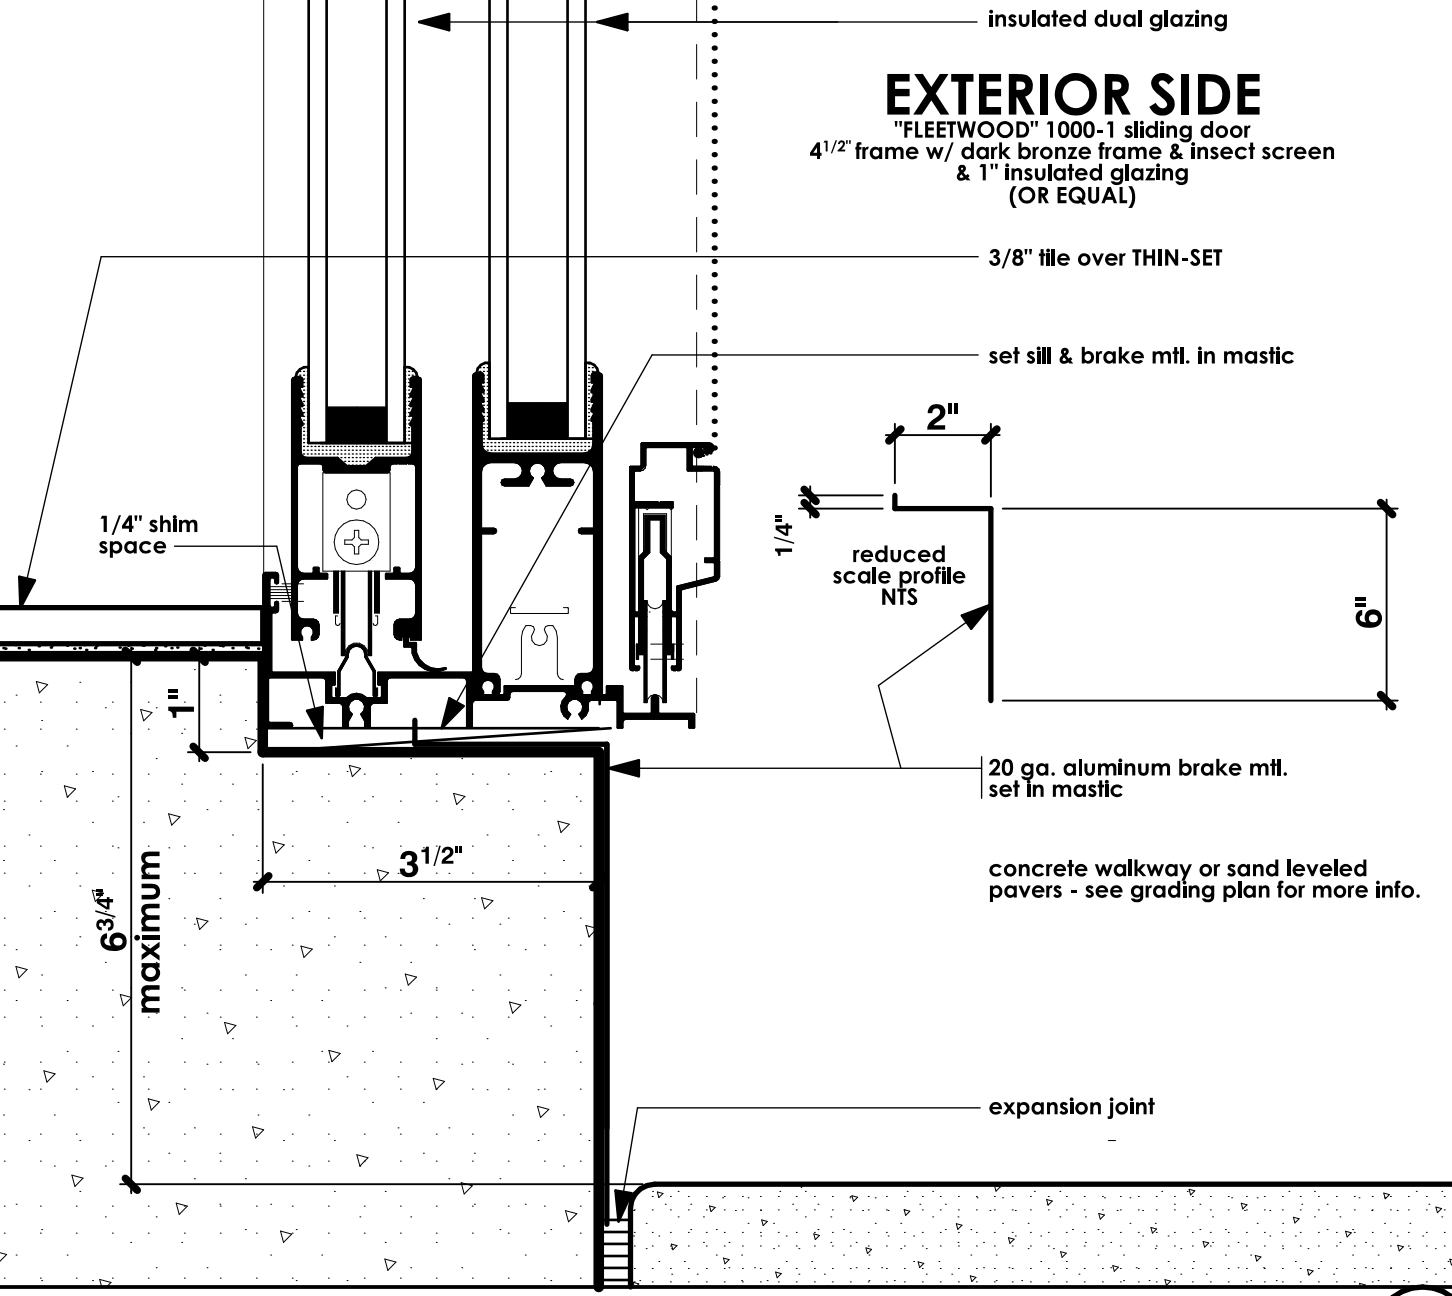 insulated dual glazing
EXTERIOR SIDE
"FLEETWOOD" 1000-1 sliding door
4 1/2" frame w/ dark bronze frame & insect screen
& 1" insulated glazing
(OR EQUAL)
3/8" tile over THIN-SET
set sill & brake mtl. in mastic
2"
1/4"
reduced
scale profile
NTS
6"
1/4" shim
space
1"
20 ga. aluminum brake mtl.
set in mastic
3 1/2"
6 3/4"
maximum
concrete walkway or sand leveled
pavers - see grading plan for more info.
expansion joint